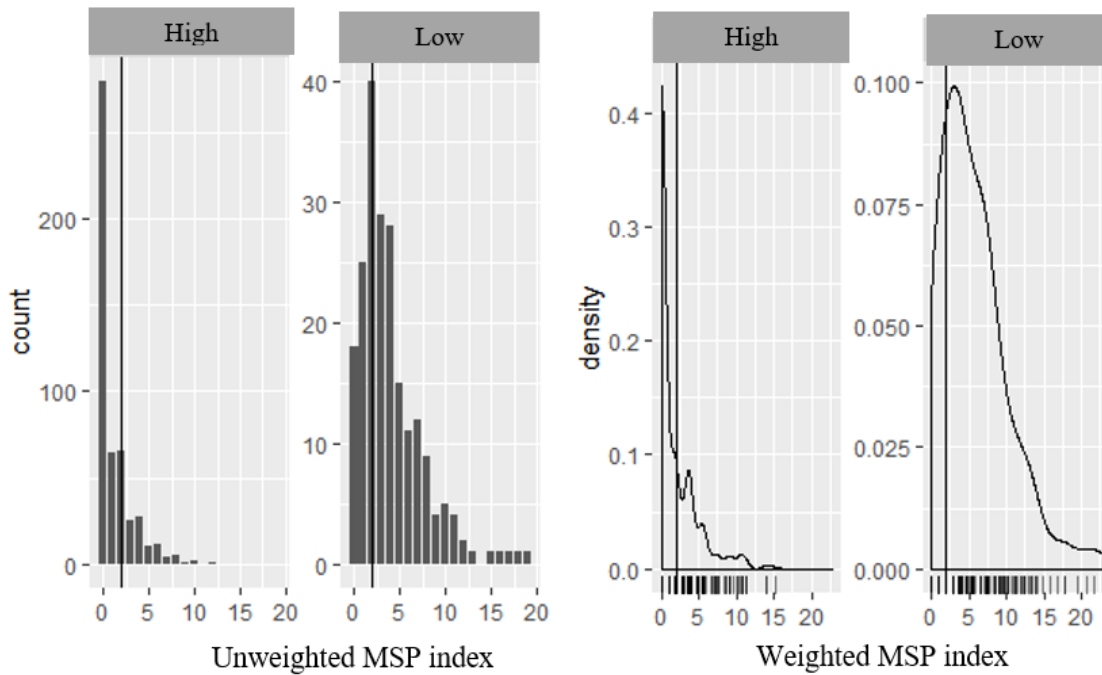 High
Low
count
0
100
200
0
10
20
30
40
0 5 10 15 20
0 5 10 15 20
Unweighted MSP index
High
Low
density
0.0
0.1
0.2
0.3
0.4
0.000
0.025
0.050
0.075
0.100
0 5 10 15 20
0 5 10 15 20
Weighted MSP index